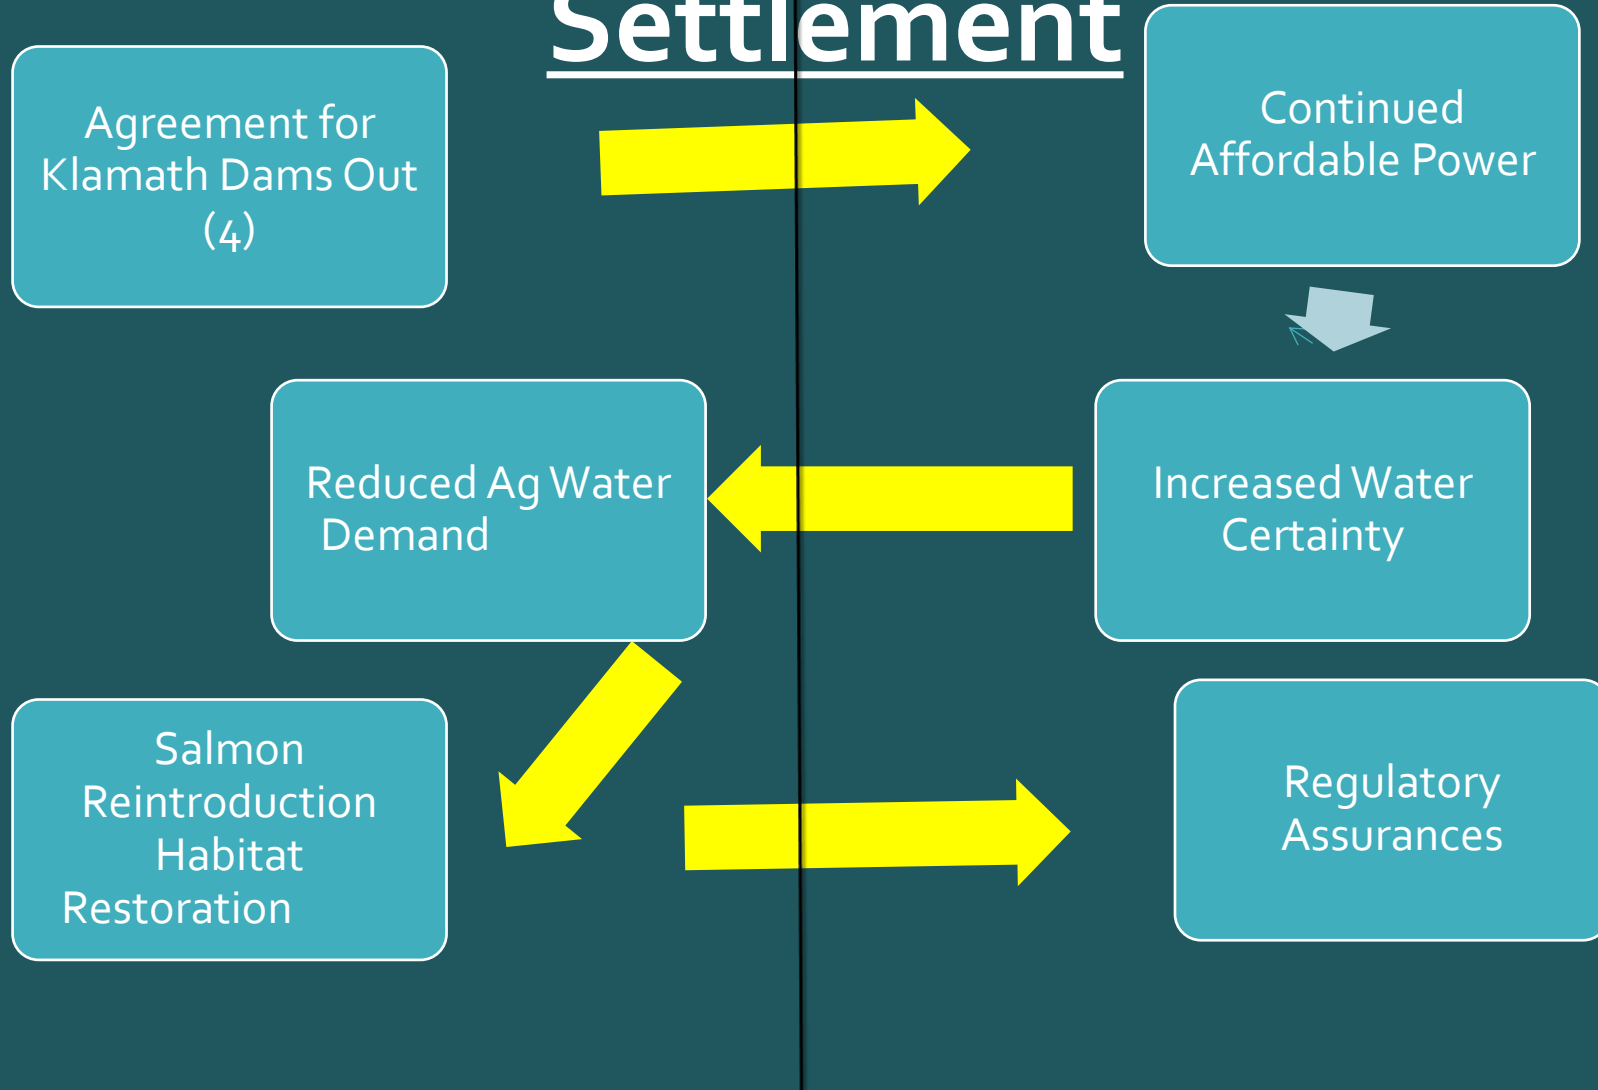 Settlement
Agreement for
Klamath Dams Out
(4)
Continued
Affordable Power
Reduced Ag Water
Demand
Increased Water
Certainty
Salmon
Reintroduction
Habitat
Restoration
Regulatory
Assurances